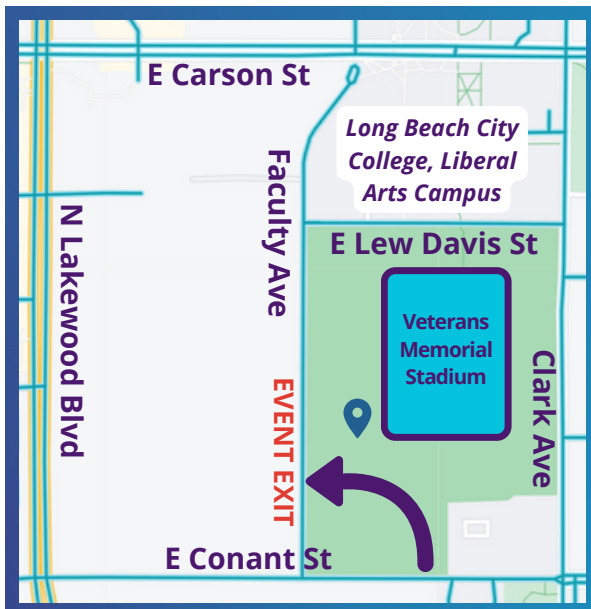 E Carson St
Long Beach City
College, Liberal
Arts Campus
Faculty Ave
N Lakewood Blvd
E Lew Davis St
Veterans
Memorial
Stadium
Clark Ave
EVENT EXIT
E Conant St